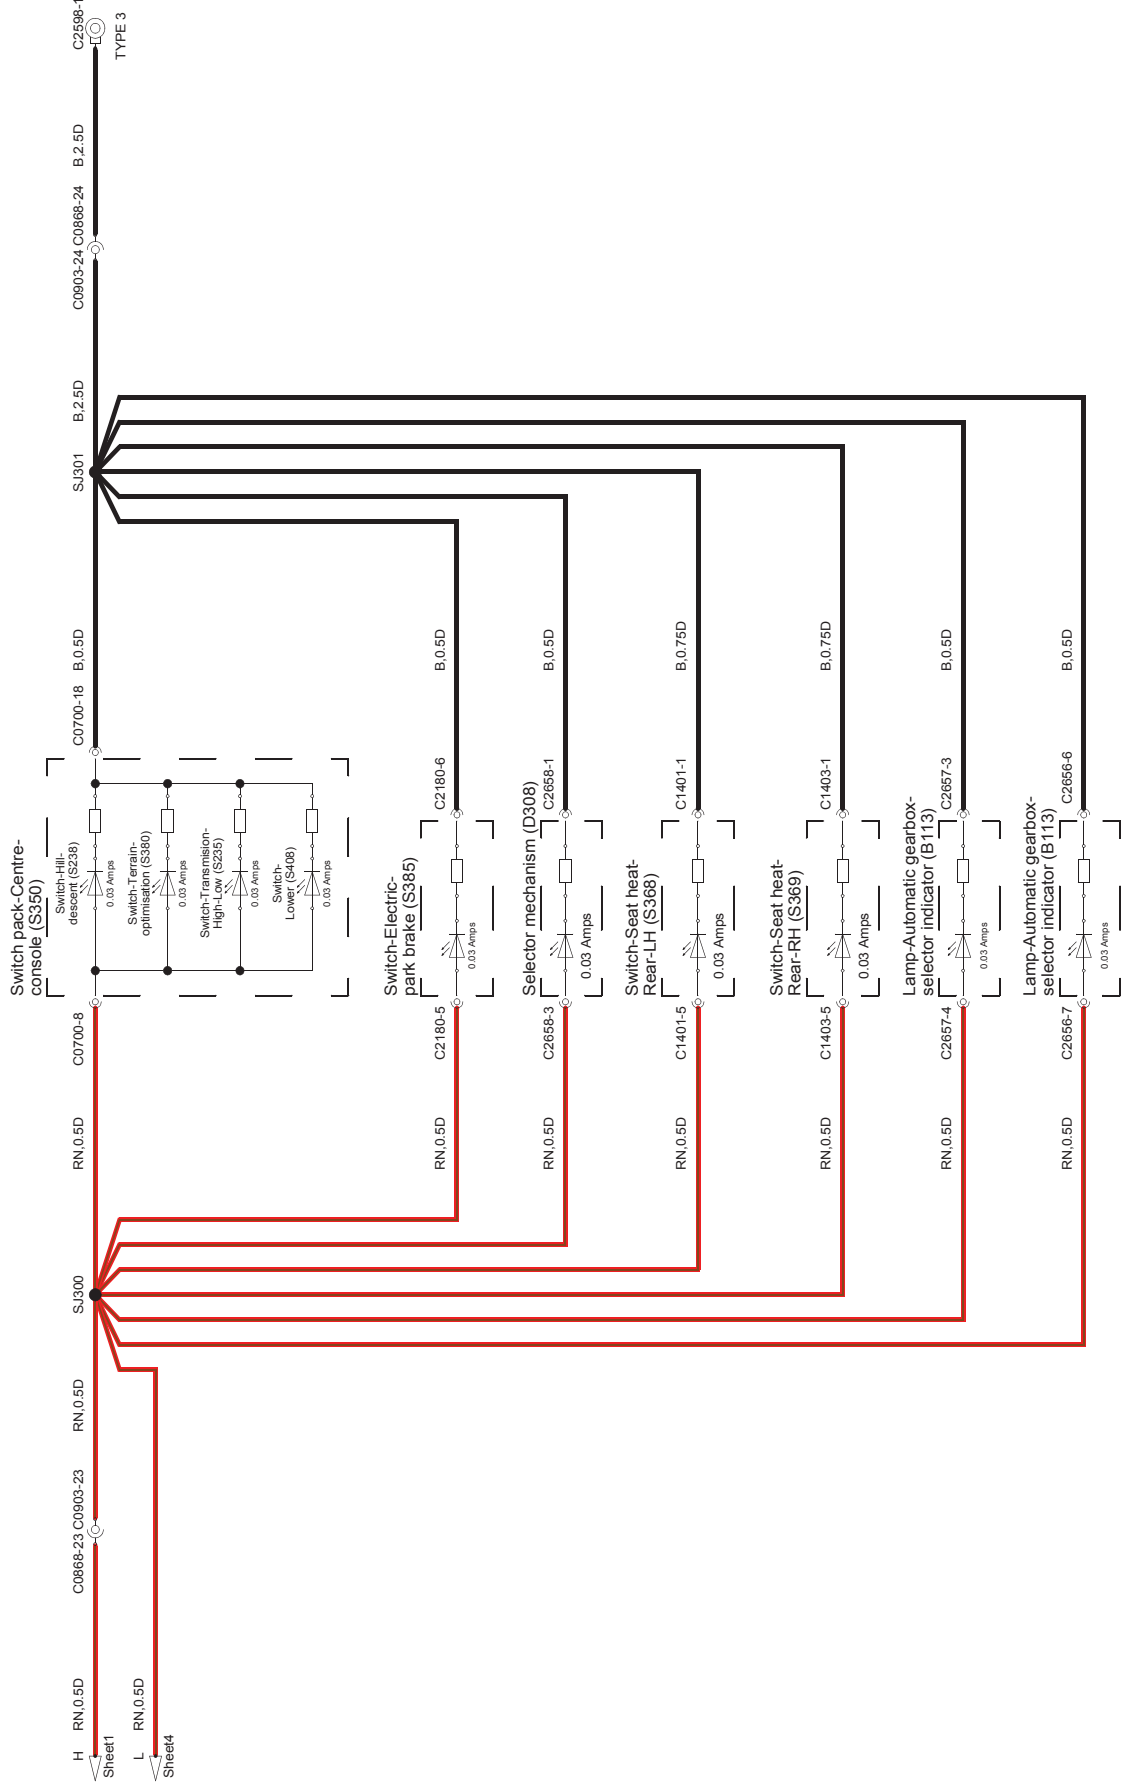 C2598-1
TYPE 3
B,2.5D
C0868-24
C0903-24
B,2.5D
SJ301
B,0.5D
B,0.5D
B,0.5D
B,0.75D
B,0.75D
B,0.5D
B,0.5D
C0700-18
C2180-6
C2658-1
C1401-1
C1403-1
C2657-3
C2656-6
Switch pack-Centre-
console (S350)
Switch-Hill-
descent (S238)
0.03 Amps
Switch-Terrain-
optimisation (S380)
0.03 Amps
Switch-Transmision-
High-Low (S235)
0.03 Amps
Switch-
Lower (S408)
0.03 Amps
Switch-Electric-
park brake (S385)
0.03 Amps
Selector mechanism (D308)
0.03 Amps
Switch-Seat heat-
Rear-LH (S368)
0.03 Amps
Switch-Seat heat-
Rear-RH (S369)
0.03 Amps
Lamp-Automatic gearbox-
selector indicator (B113)
0.03 Amps
Lamp-Automatic gearbox-
selector indicator (B113)
0.03 Amps
C0700-8
C2180-5
C2658-3
C1401-5
C1403-5
C2657-4
C2656-7
RN,0.5D
RN,0.5D
RN,0.5D
RN,0.5D
RN,0.5D
RN,0.5D
RN,0.5D
SJ300
RN,0.5D
C0903-23
C0868-23
RN,0.5D
H
Sheet1
RN,0.5D
L
Sheet4